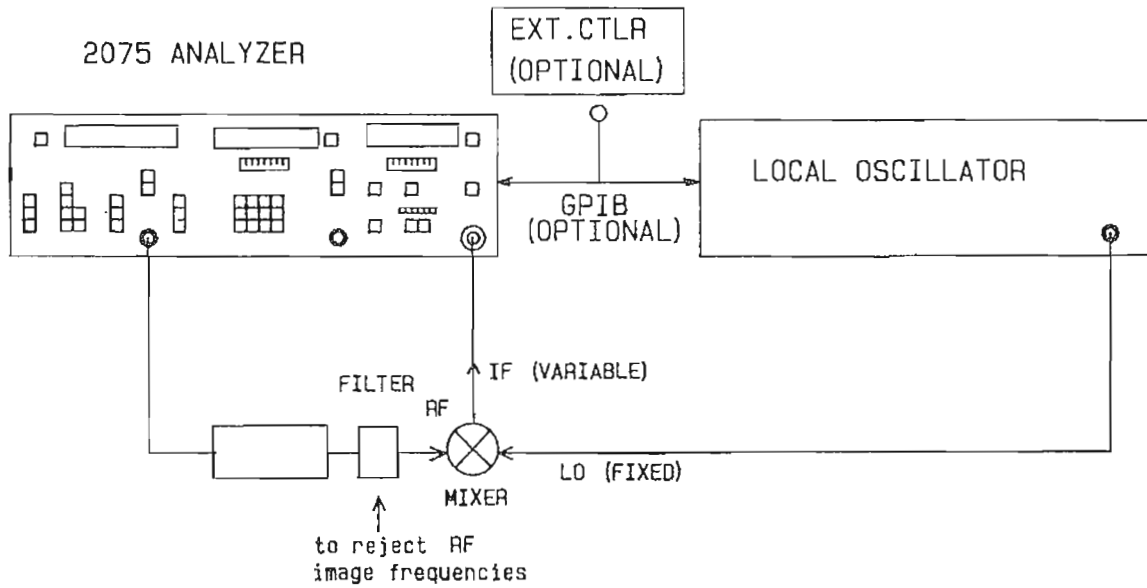 2075 ANALYZER
EXT.CTLR
(OPTIONAL)
LOCAL OSCILLATOR
GPIB
(OPTIONAL)
IF (VARIABLE)
FILTER
RF
LO (FIXED)
MIXER
to reject RF
image frequencies